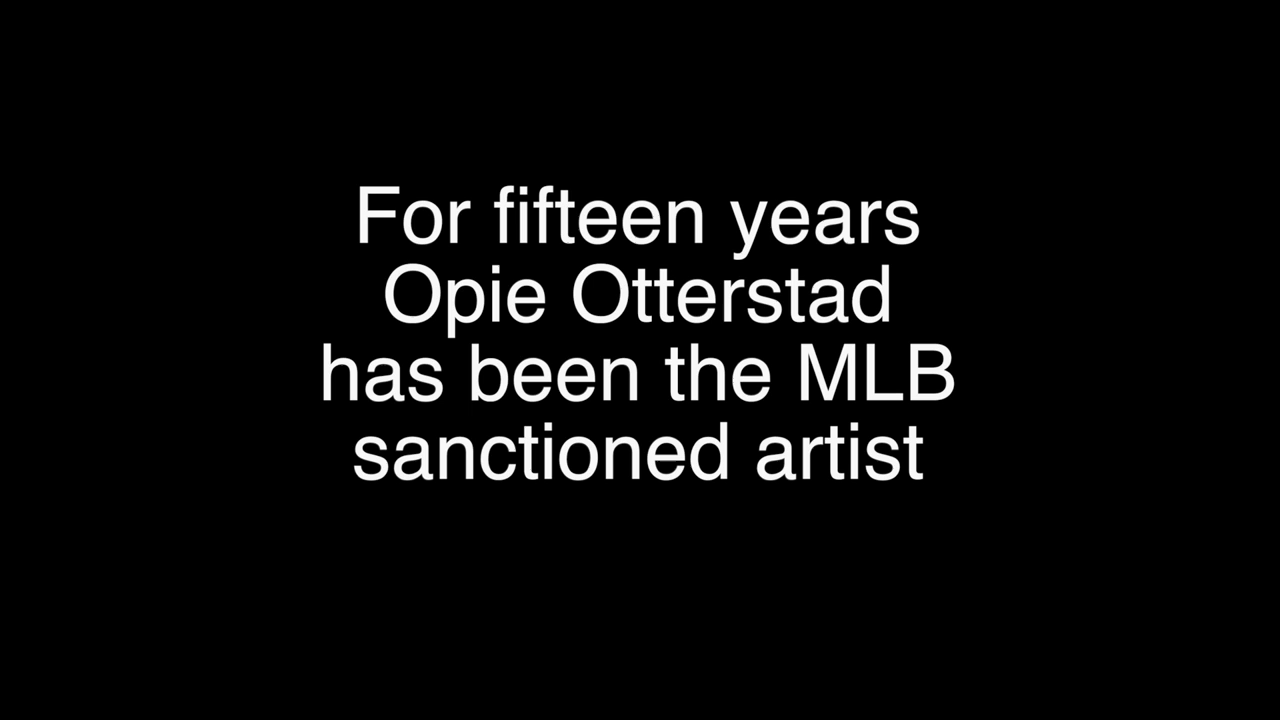 For fifteen years
Opie Otterstad
has been the MLB
sanctioned artist